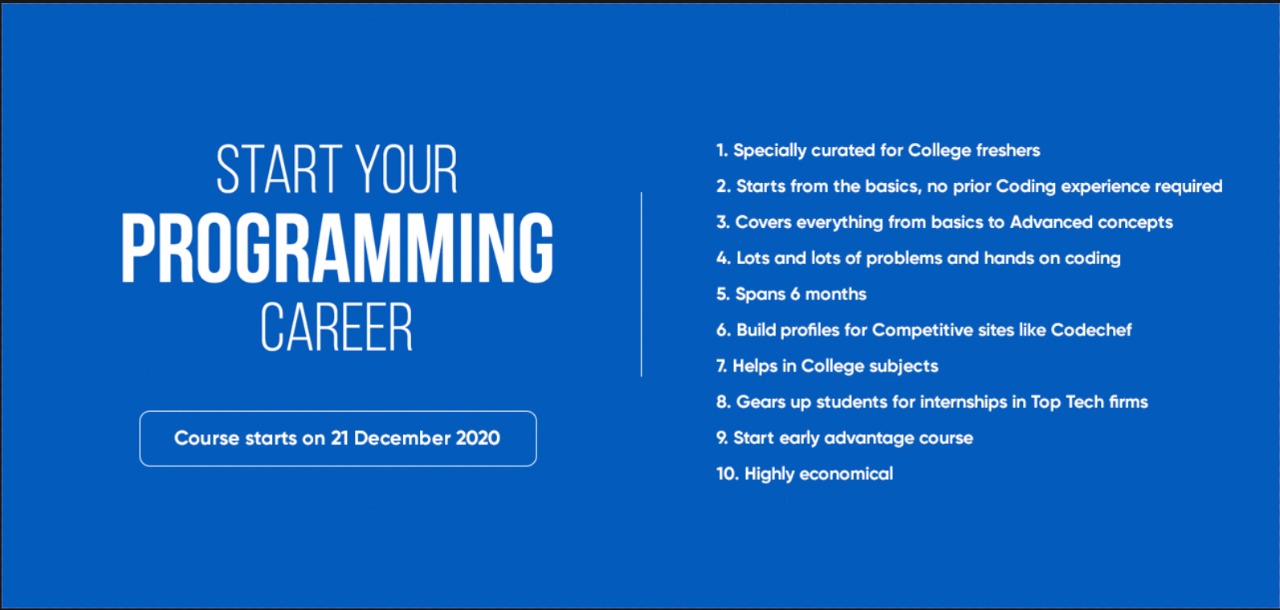 START YOUR
PROGRAMMING
CAREER
Course starts on 21 December 2020
1. Specially curated for College freshers
2. Starts from the basics, no prior Coding experience required
3. Covers everything from basics to Advanced concepts
4. Lots and lots of problems and hands on coding
5. Spans 6 months
6. Build profiles for Competitive sites like Codechef
7. Helps in College subjects
8. Gears up students for internships in Top Tech firms
9. Start early advantage course
10. Highly economical